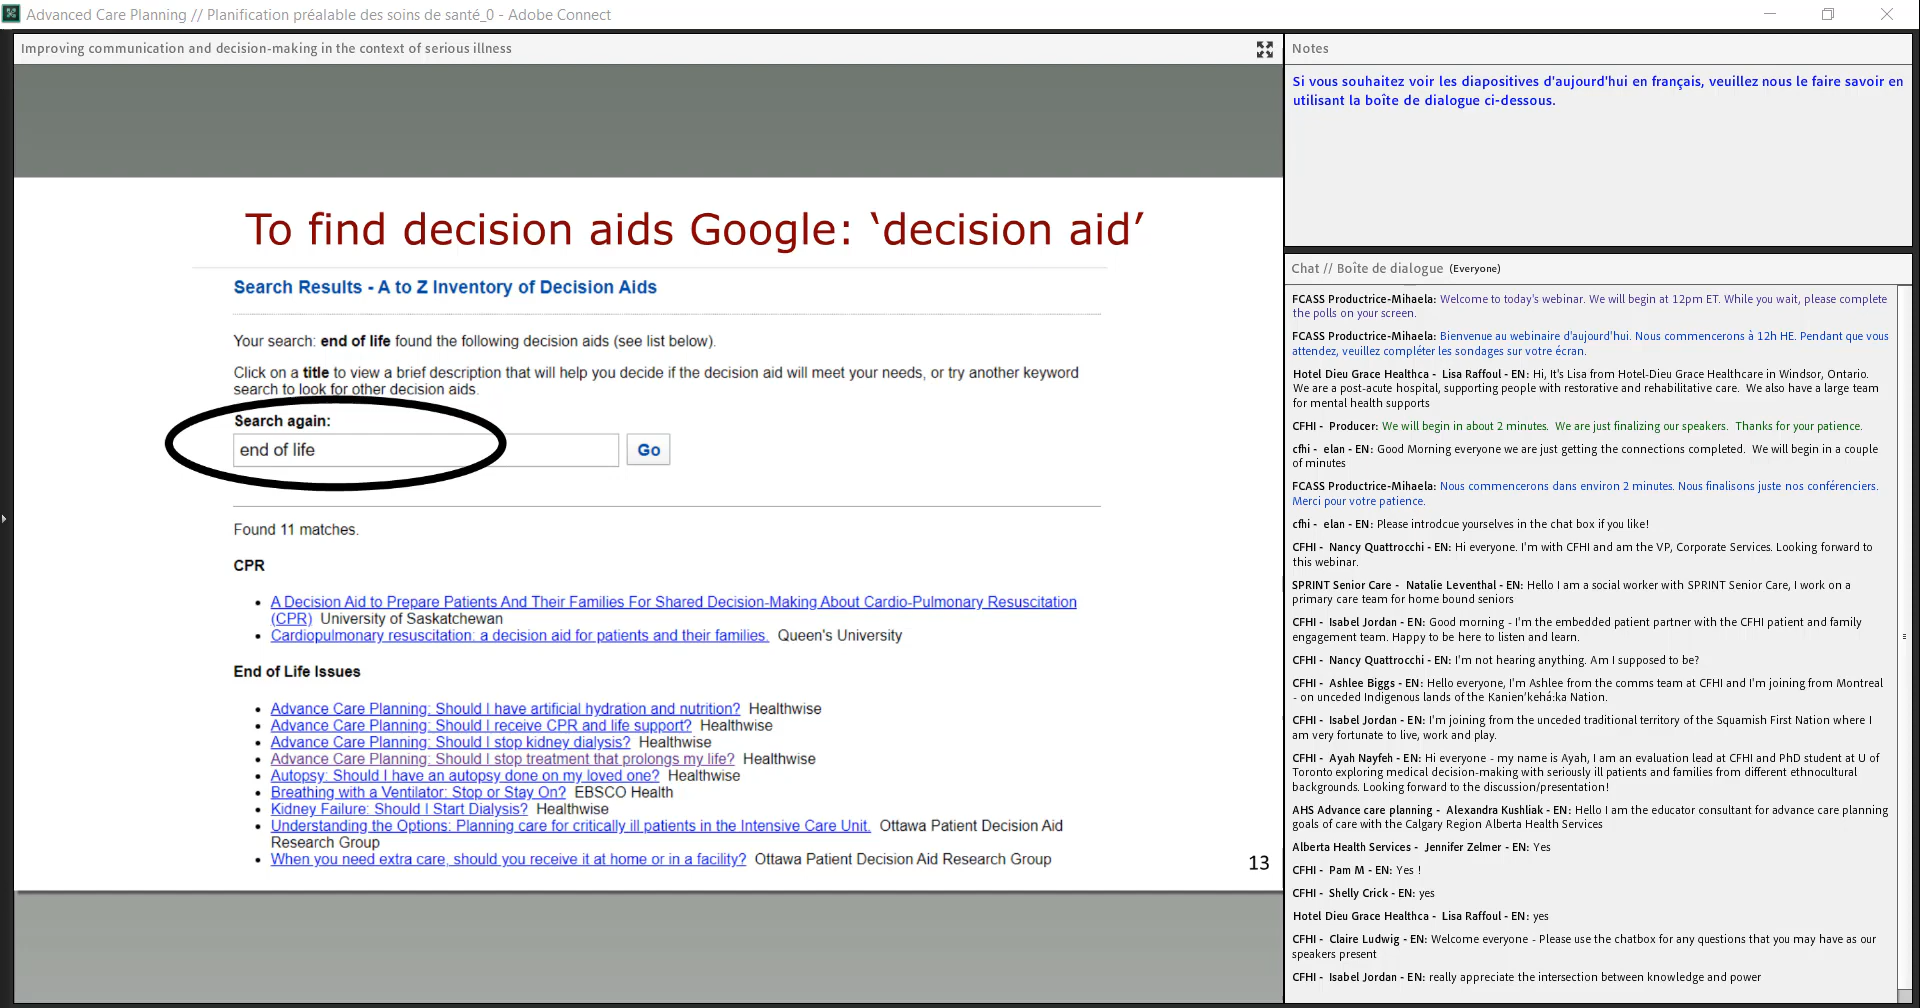 Advanced Care Planning // Planification préalable des soins de santé_0 - Adobe Connect
Improving communication and decision-making in the context of serious illness
To find decision aids Google: ‘decision aid’
Search Results - A to Z Inventory of Decision Aids
Your search: end of life found the following decision aids (see list below).
Click on a title to view a brief description that will help you decide if the decision aid will meet your needs, or try another keyword
search to look for other decision aids.
Search again:
end of life
Go
Found 11 matches.
CPR
• A Decision Aid to Prepare Patients And Their Families For Shared Decision-Making About Cardio-Pulmonary Resuscitation
(CPR) University of Saskatchewan
• Cardiopulmonary resuscitation: a decision aid for patients and their families. Queen's University
End of Life Issues
• Advance Care Planning: Should I have artificial hydration and nutrition? Healthwise
• Advance Care Planning: Should I receive CPR and life support? Healthwise
• Advance Care Planning: Should I stop kidney dialysis? Healthwise
• Advance Care Planning: Should I stop treatment that prolongs my life? Healthwise
• Autopsy: Should I have an autopsy done on my loved one? Healthwise
• Breathing with a Ventilator: Stop or Stay On? EBSCO Health
• Kidney Failure: Should I Start Dialysis? Healthwise
• Understanding the Options: Planning care for critically ill patients in the Intensive Care Unit. Ottawa Patient Decision Aid
Research Group
• When you need extra care, should you receive it at home or in a facility? Ottawa Patient Decision Aid Research Group
13
Notes
Si vous souhaitez voir les diapositives d'aujourd'hui en français, veuillez nous le faire savoir en
utilisant la boîte de dialogue ci-dessous.
Chat // Boîte de dialogue (Everyone)
FCASS Productrice-Mihaela: Welcome to today's webinar. We will begin at 12pm ET. While you wait, please complete
the polls on your screen.
FCASS Productrice-Mihaela: Bienvenue au webinaire d'aujourd'hui. Nous commencerons à 12h HE. Pendant que vous
attendez, veuillez compléter les sondages sur votre écran.
Hotel Dieu Grace Healthca - Lisa Raffoul - EN: Hi, It's Lisa from Hotel-Dieu Grace Healthcare in Windsor, Ontario.
We are a post-acute hospital, supporting people with restorative and rehabilitative care. We also have a large team
for mental health supports
CFHI - Producer: We will begin in about 2 minutes. We are just finalizing our speakers. Thanks for your patience.
cfhi - elan - EN: Good Morning everyone we are just getting the connections completed. We will begin in a couple
of minutes
FCASS Productrice-Mihaela: Nous commencerons dans environ 2 minutes. Nous finalisons juste nos conférenciers.
Merci pour votre patience.
cfhi - elan - EN: Please introdcue yourselves in the chat box if you like!
CFHI - Nancy Quattrocchi - EN: Hi everyone. I'm with CFHI and am the VP, Corporate Services. Looking forward to
this webinar.
SPRINT Senior Care - Natalie Leventhal - EN: Hello I am a social worker with SPRINT Senior Care, I work on a
primary care team for home bound seniors
CFHI - Isabel Jordan - EN: Good morning - I'm the embedded patient partner with the CFHI patient and family
engagement team. Happy to be here to listen and learn.
CFHI - Nancy Quattrocchi - EN: I'm not hearing anything. Am I supposed to be?
CFHI - Ashlee Biggs - EN: Hello everyone, I'm Ashlee from the comms team at CFHI and I'm joining from Montreal
- on unceded Indigenous lands of the Kanien’kehá:ka Nation.
CFHI - Isabel Jordan - EN: I'm joining from the unceded traditional territory of the Squamish First Nation where I
am very fortunate to live, work and play.
CFHI - Ayah Nayfeh - EN: Hi everyone - my name is Ayah, I am an evaluation lead at CFHI and PhD student at U of
Toronto exploring medical decision-making with seriously ill patients and families from different ethnocultural
backgrounds. Looking forward to the discussion/presentation!
AHS Advance care planning - Alexandra Kushliak - EN: Hello I am the educator consultant for advance care planning
goals of care with the Calgary Region Alberta Health Services
Alberta Health Services - Jennifer Zelmer - EN: Yes
CFHI - Pam M - EN: Yes !
CFHI - Shelly Crick - EN: yes
Hotel Dieu Grace Healthca - Lisa Raffoul - EN: yes
CFHI - Claire Ludwig - EN: Welcome everyone - Please use the chatbox for any questions that you may have as our
speakers present
CFHI - Isabel Jordan - EN: really appreciate the intersection between knowledge and power